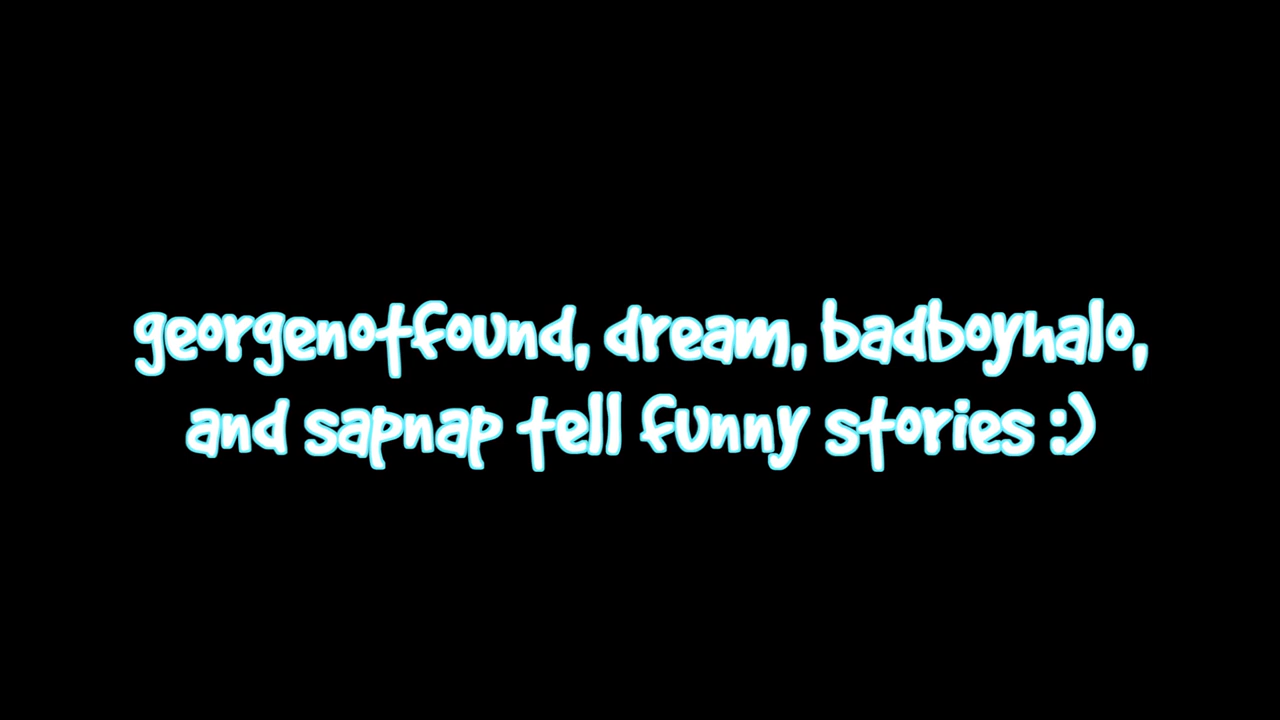 georgenotfound, dream, badboyhalo,
and sapnap tell funny stories :)